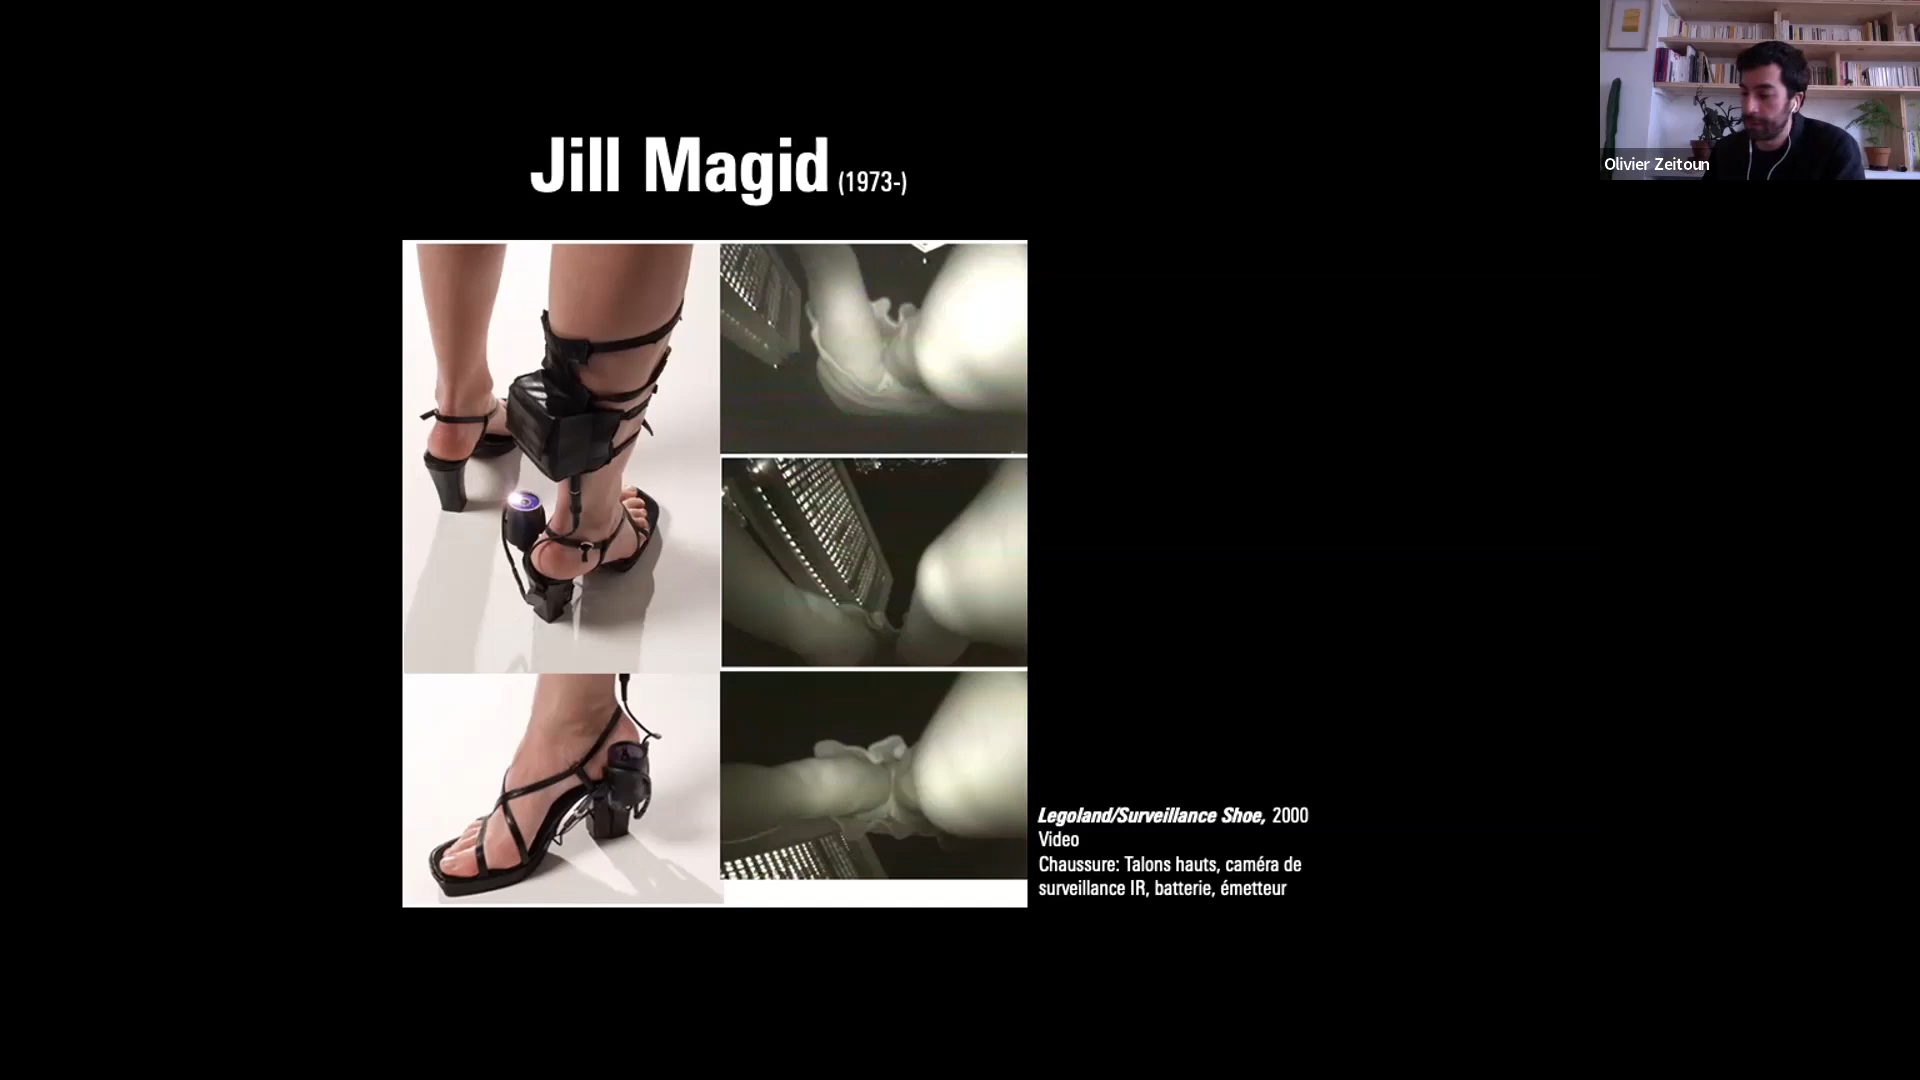 Jill Magid (1973-)
Olivier Zeitoun
Legoland/Surveillance Shoe, 2000
Video
Chaussure: Talons hauts, caméra de
surveillance IR, batterie, émetteur